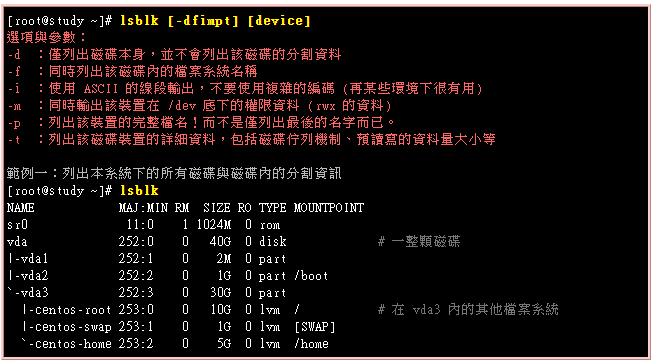 [root@study ~]# lsblk [-dfimpt] [device]
選項與參數：
-d  ：僅列出磁碟本身，並不會列出該磁碟的分割資料
-f  ：同時列出該磁碟內的檔案系統名稱
-i  ：使用 ASCII 的線段輸出，不要使用複雜的編碼 (再某些環境下很有用)
-m  ：同時輸出該裝置在 /dev 底下的權限資料 (rwx 的資料)
-p  ：列出該裝置的完整檔名！而不是僅列出最後的名字而已。
-t  ：列出該磁碟裝置的詳細資料，包括磁碟佇列機制、預讀寫的資料量大小等
範例一：列出本系統下的所有磁碟與磁碟內的分割資訊
[root@study ~]# lsblk
NAME            MAJ:MIN RM  SIZE RO TYPE MOUNTPOINT
sr0              11:0    1 1024M  0 rom
vda             252:0    0   40G  0 disk            # 一整顆磁碟
|-vda1          252:1    0    2M  0 part
|-vda2          252:2    0    1G  0 part /boot
`-vda3          252:3    0   30G  0 part
  |-centos-root 253:0    0   10G  0 lvm  /          # 在 vda3 內的其他檔案系統
  |-centos-swap 253:1    0    1G  0 lvm  [SWAP]
  `-centos-home 253:2    0    5G  0 lvm  /home